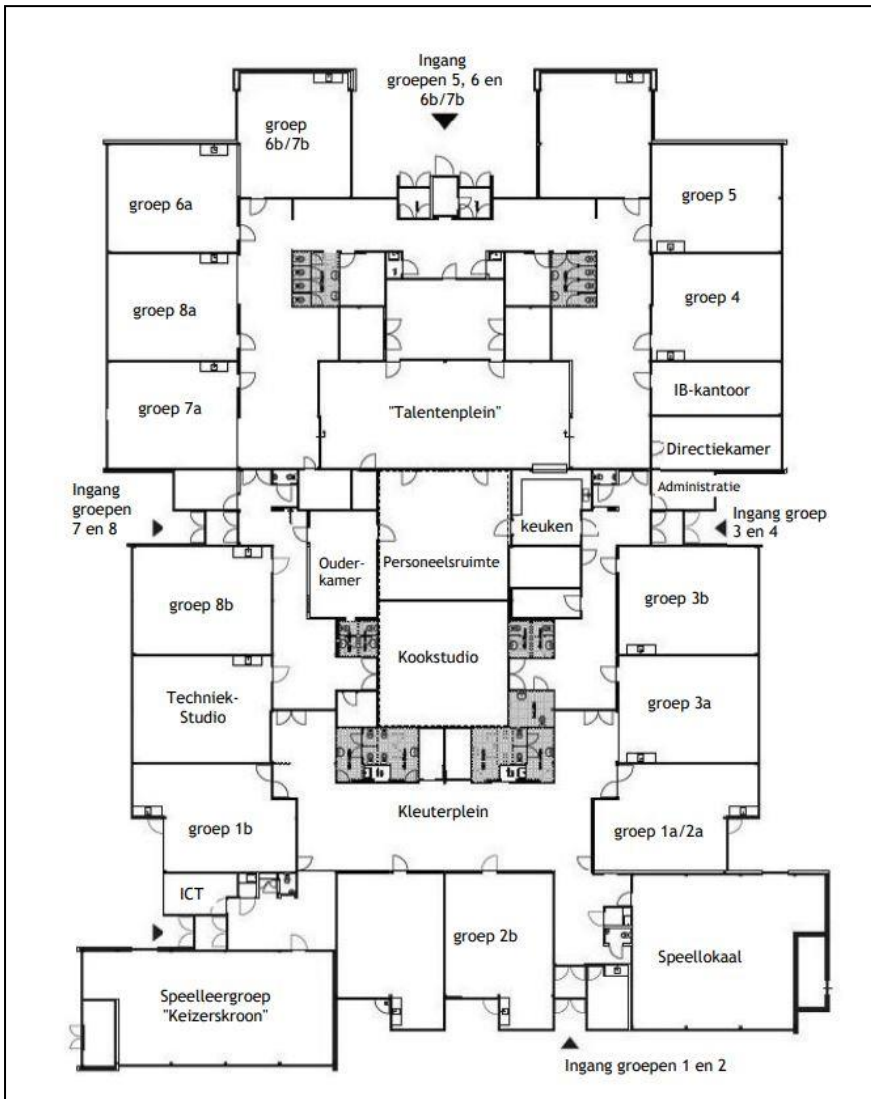 Ingang
groepen 5, 6 en
6b/7b
groep
6b/7b
groep 6a
groep 5
groep 8a
groep 4
groep 7a
"Talentenplein"
IB-kantoor
Directiekamer
Administratie
Ingang
groepen
7 en 8
Ingang groep
3 en 4
keuken
Ouder-
kamer
Personeelsruimte
groep 8b
groep 3b
Kookstudio
Techniek-
Studio
groep 3a
Kleuterplein
groep 1b
groep 1a/2a
ICT
groep 2b
Speellokaal
Speelleergroep
"Keizerskroon"
Ingang groepen 1 en 2